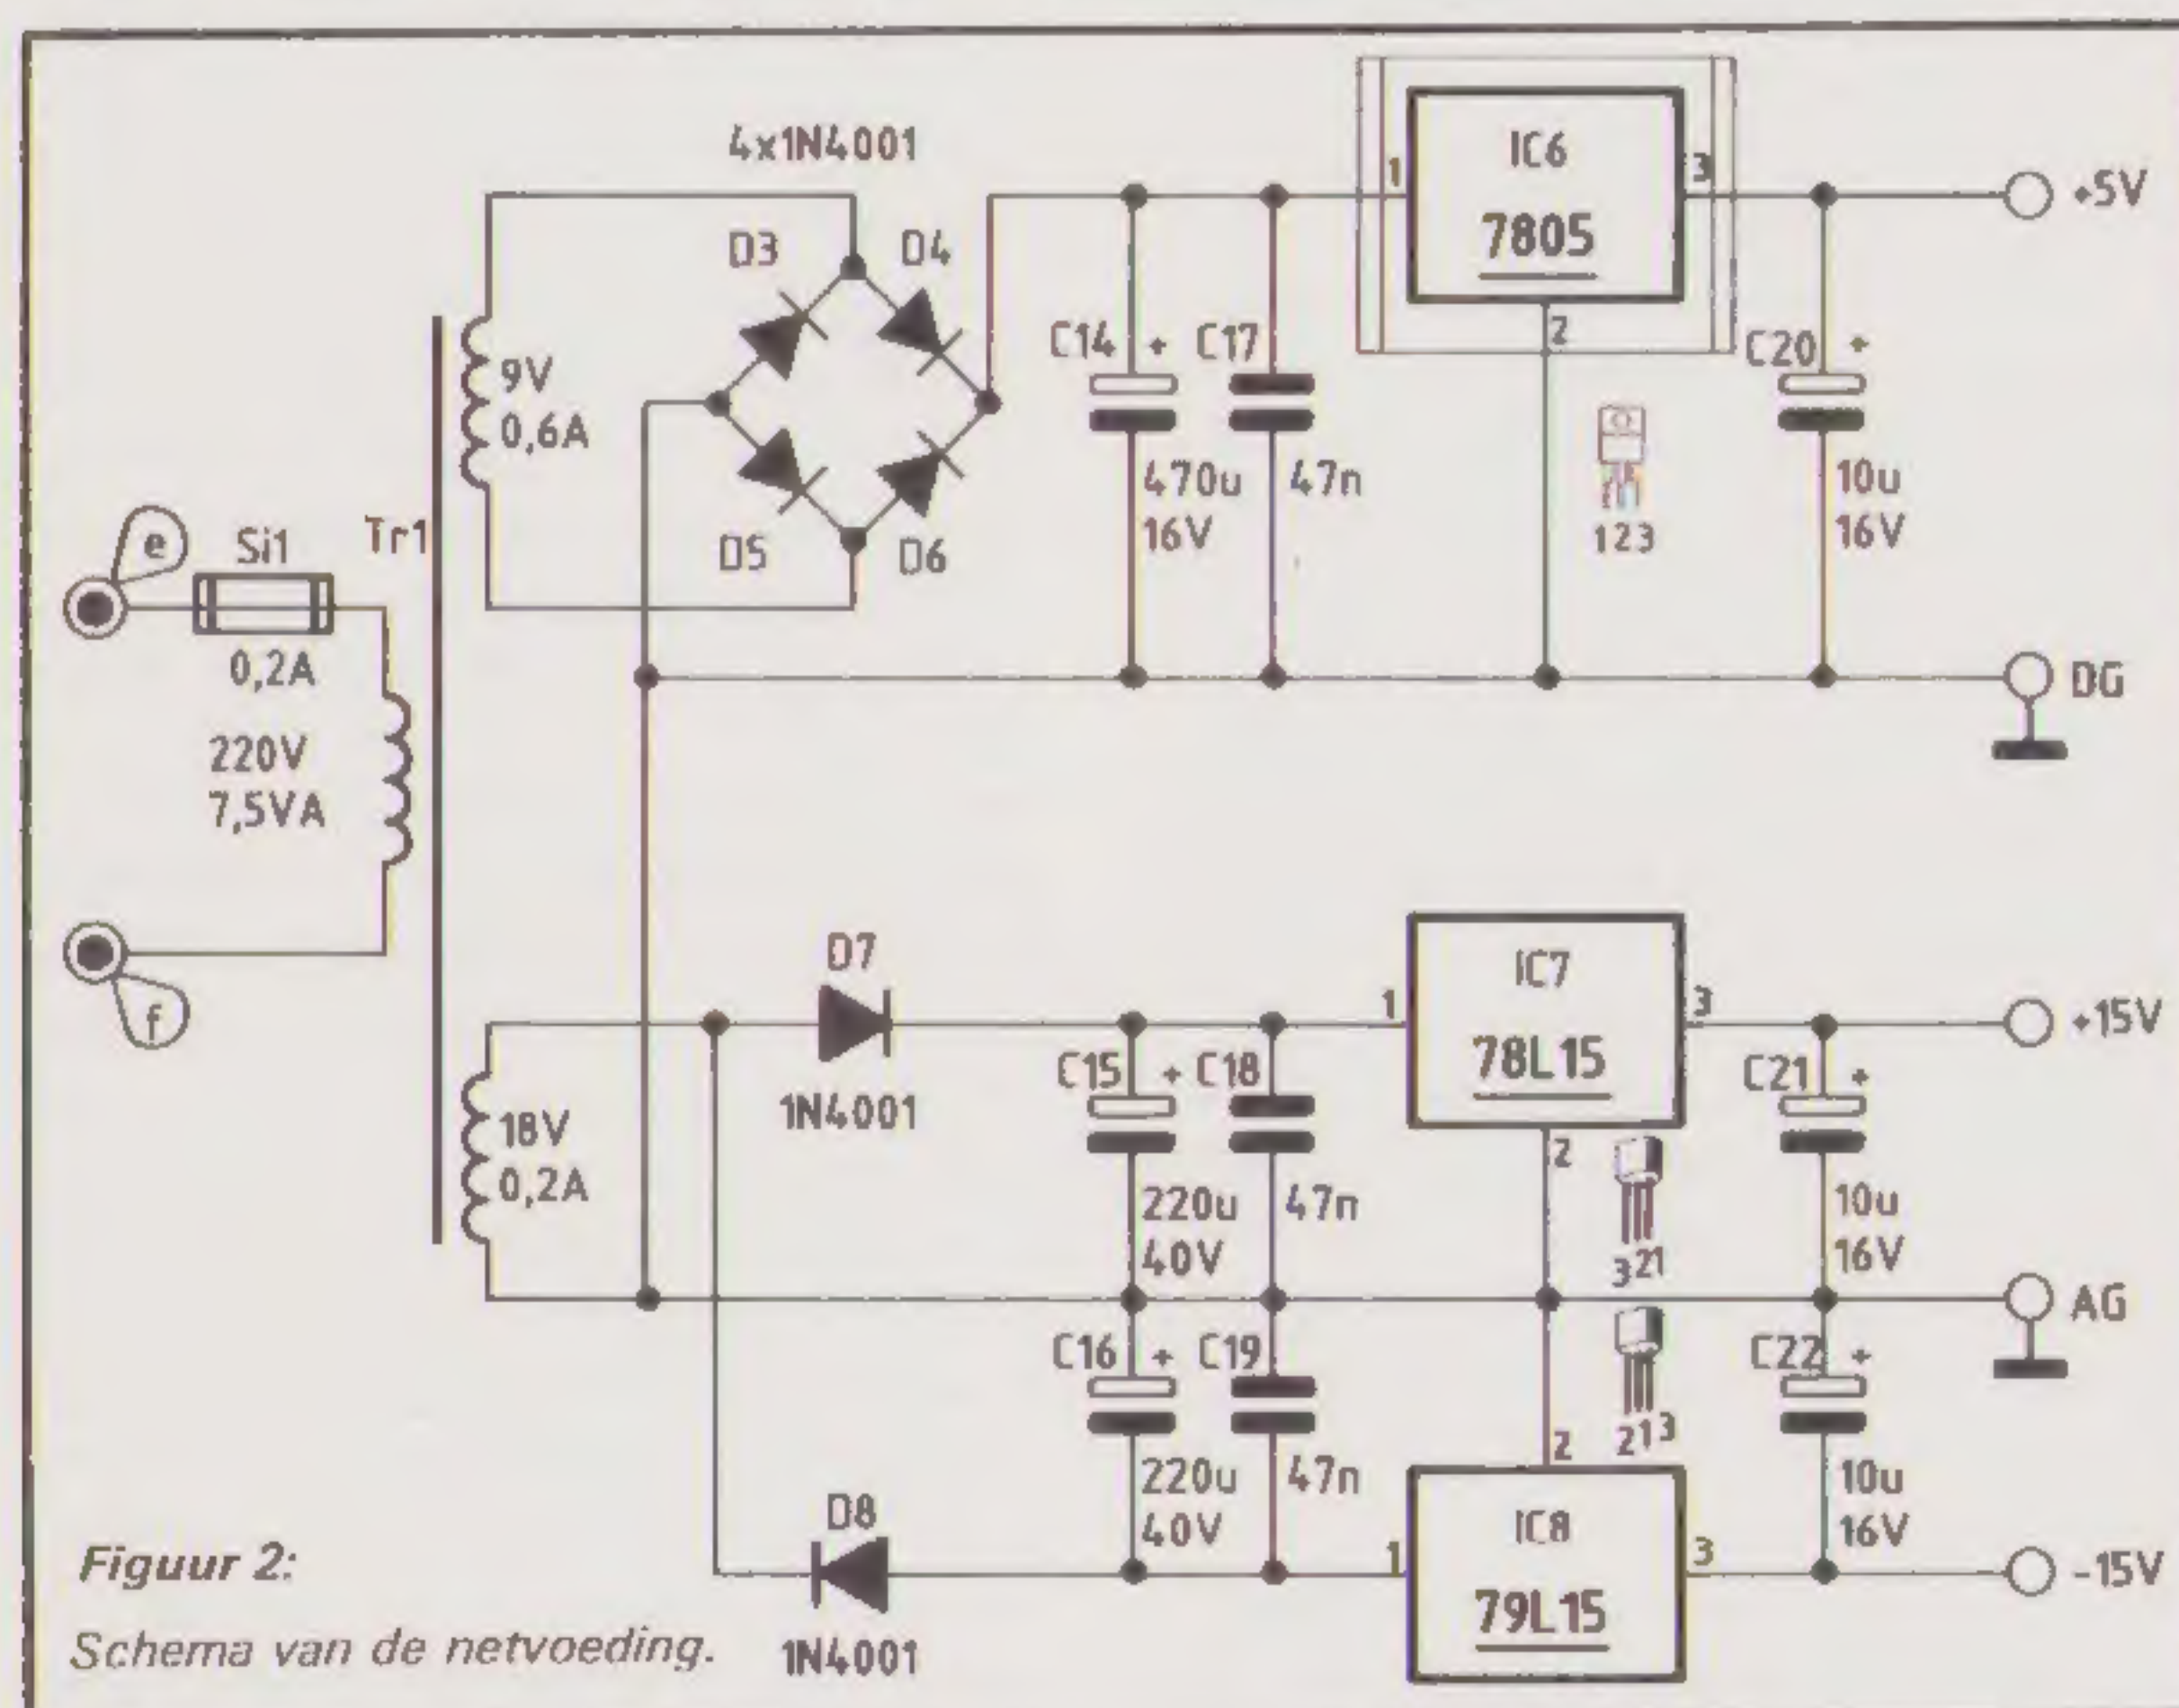 4x1N4001
D3
D4
D5
D6
9V
0,6A
e
Si1
0,2A
Tr1
220V
7,5VA
f
C14 +
470u
16V
C17
47n
1
IC6
7805
3
2
123
C20 +
10u
16V
+5V
DG
18V
0,2A
D7
1N4001
C15 +
220u
40V
C18
47n
1
IC7
78L15
3
2
321
C21 +
10u
16V
+15V
AG
C16 +
220u
40V
C19
47n
213
2
C22 +
10u
16V
D8
1N4001
1
IC8
79L15
3
-15V
Figuur 2:
Schema van de netvoeding.